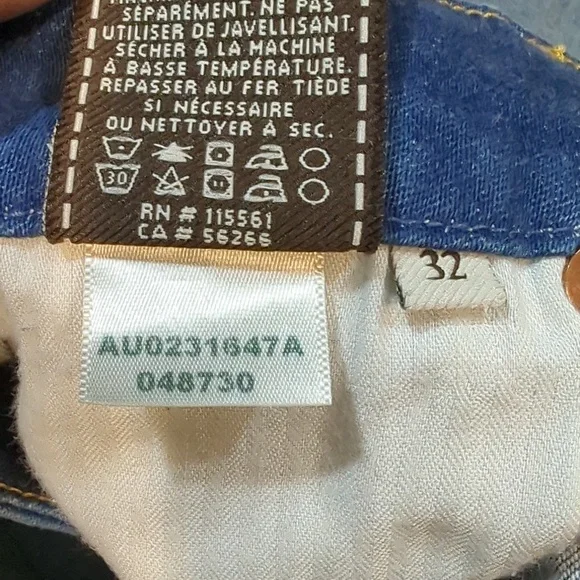 SÉPARÉMENT. NE PAS
UTILISER DE JAVELLISANT.
SÉCHER À LA MACHINE
À BASSE TEMPÉRATURE.
REPASSER AU FER TIÈDE
SI NÉCESSAIRE
OU NETTOYER À SEC.
30
RN # 115561
CA # 56266
32
AU0231647A
048730